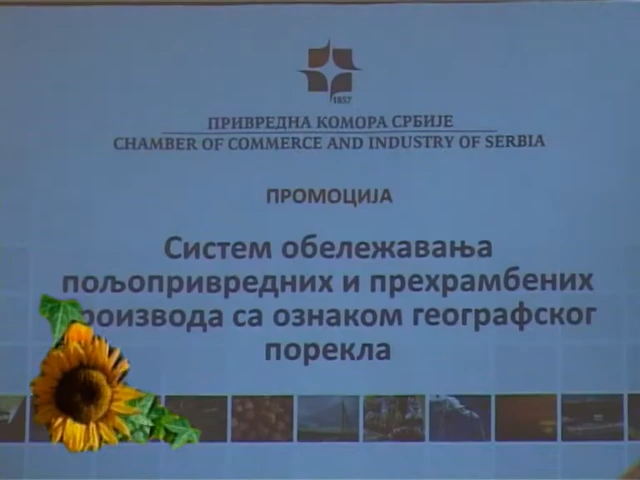 1857
ПРИВРЕДНА КОМОРА СРБИЈЕ
CHAMBER OF COMMERCE AND INDUSTRY OF SERBIA
ПРОМОЦИЈА
Систем обележавања
пољопривредних и прехрамбених
роизвода са ознаком географског
порекла